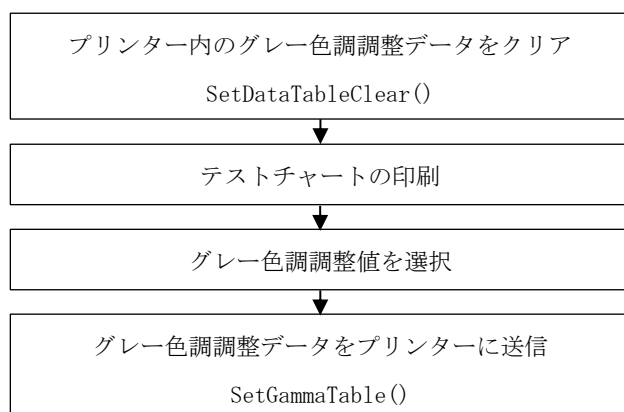 プリンター内のグレー色調調整データをクリア
SetDataTableClear()
テストチャートの印刷
グレー色調調整値を選択
グレー色調調整データをプリンターに送信
SetGammaTable()